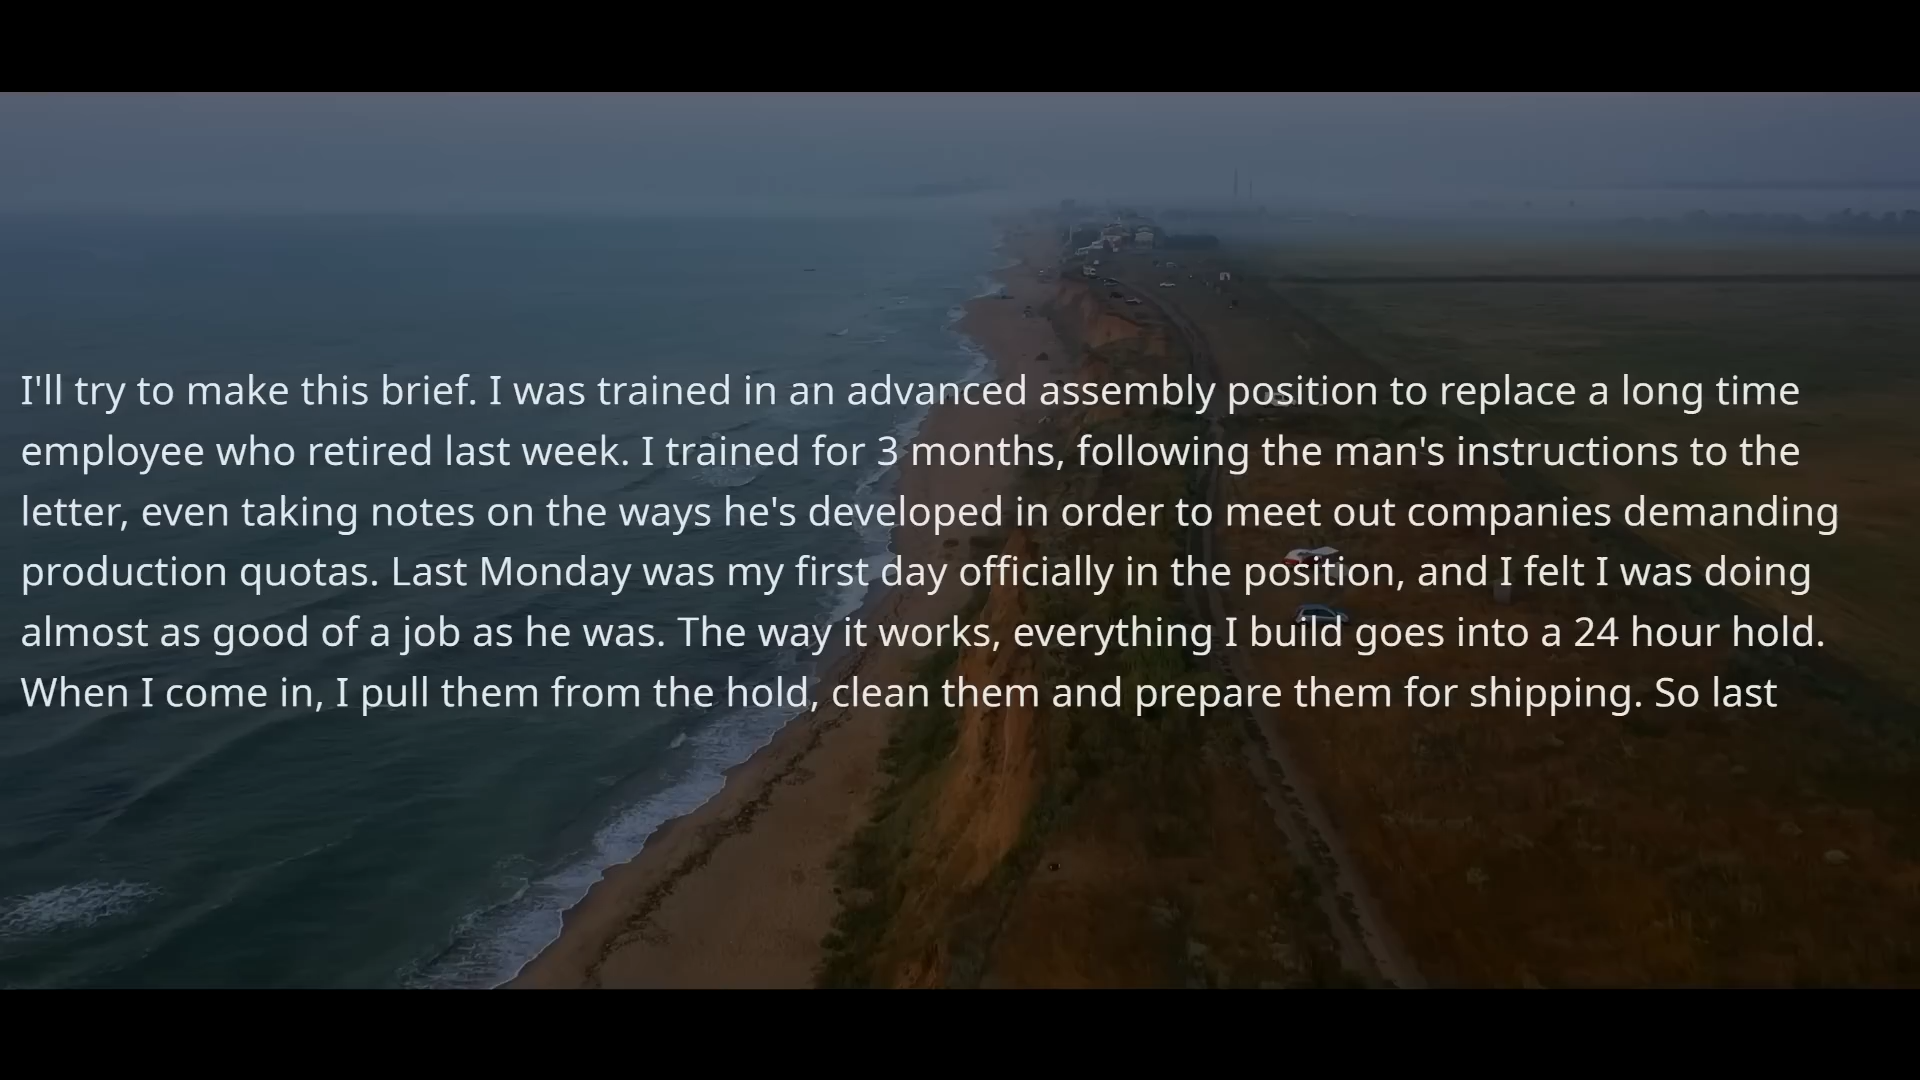 I'll try to make this brief. I was trained in an advanced assembly position to replace a long time
employee who retired last week. I trained for 3 months, following the man's instructions to the
letter, even taking notes on the ways he's developed in order to meet out companies demanding
production quotas. Last Monday was my first day officially in the position, and I felt I was doing
almost as good of a job as he was. The way it works, everything I build goes into a 24 hour hold.
When I come in, I pull them from the hold, clean them and prepare them for shipping. So last